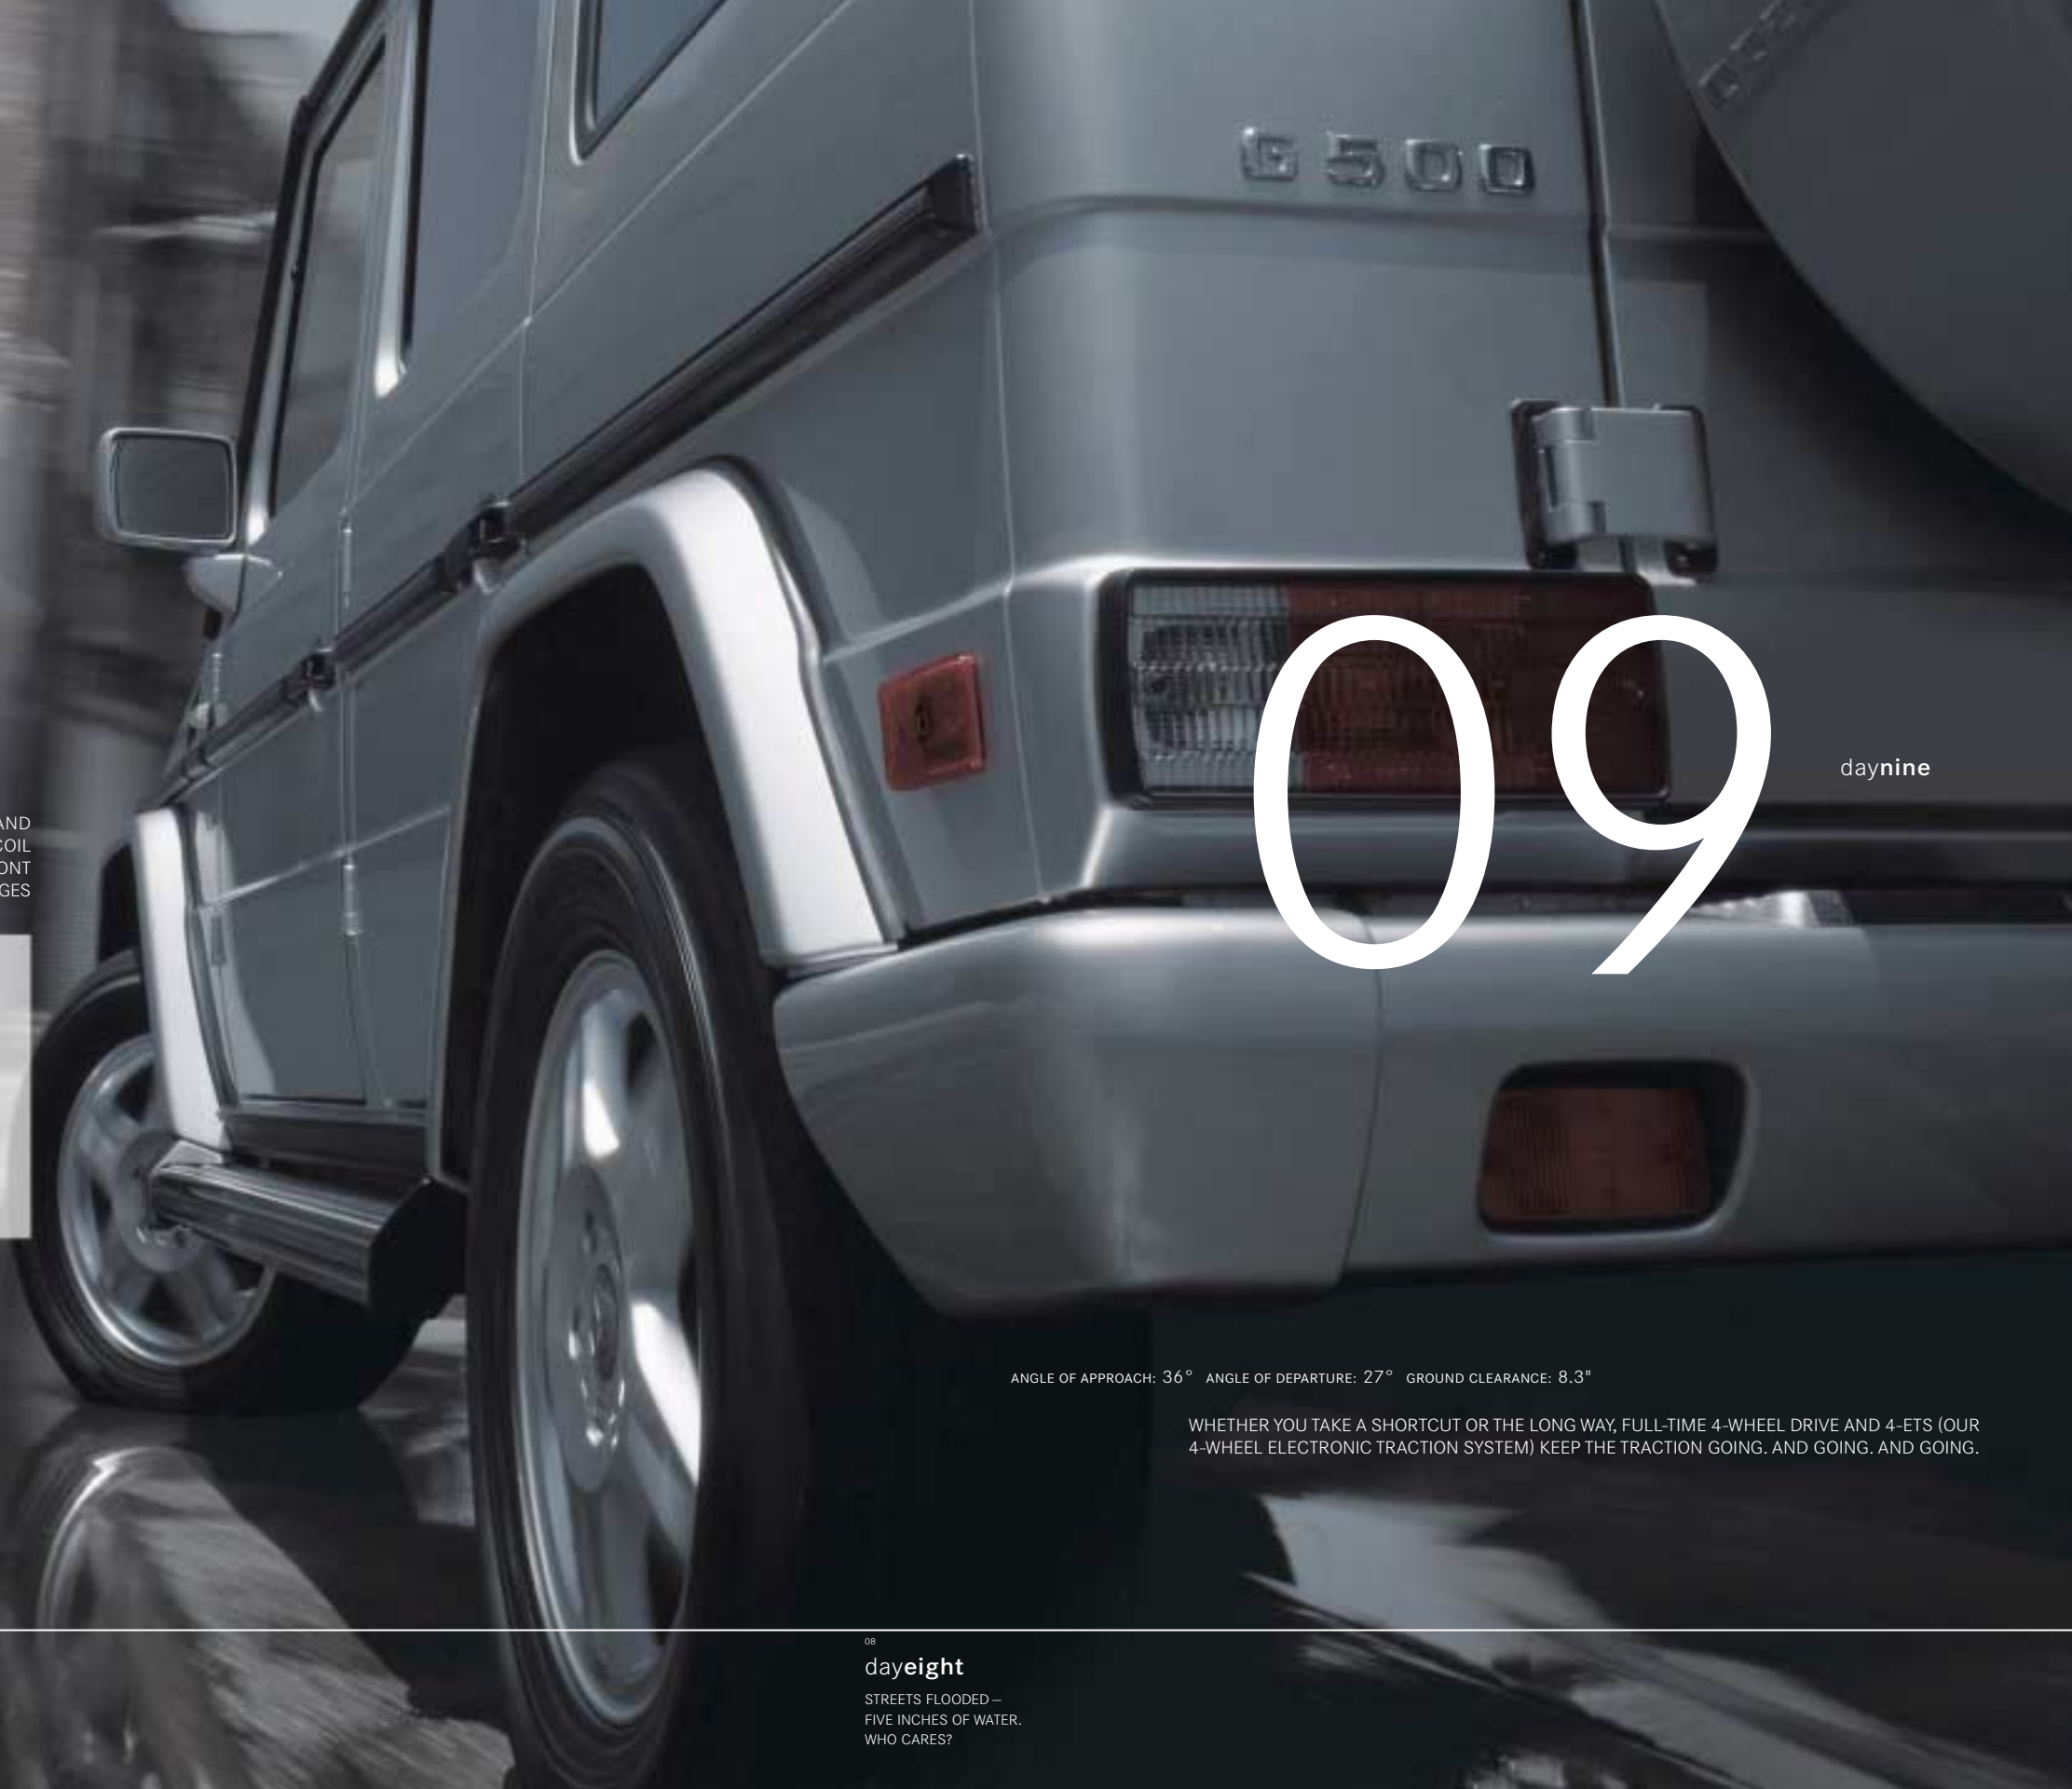 G 500
09
daynine
AND
COIL
ONT
GES
ANGLE OF APPROACH: 36° ANGLE OF DEPARTURE: 27° GROUND CLEARANCE: 8.3"
WHETHER YOU TAKE A SHORTCUT OR THE LONG WAY, FULL-TIME 4-WHEEL DRIVE AND 4-ETS (OUR
4-WHEEL ELECTRONIC TRACTION SYSTEM) KEEP THE TRACTION GOING. AND GOING. AND GOING.
08
dayeight
STREETS FLOODED—
FIVE INCHES OF WATER.
WHO CARES?